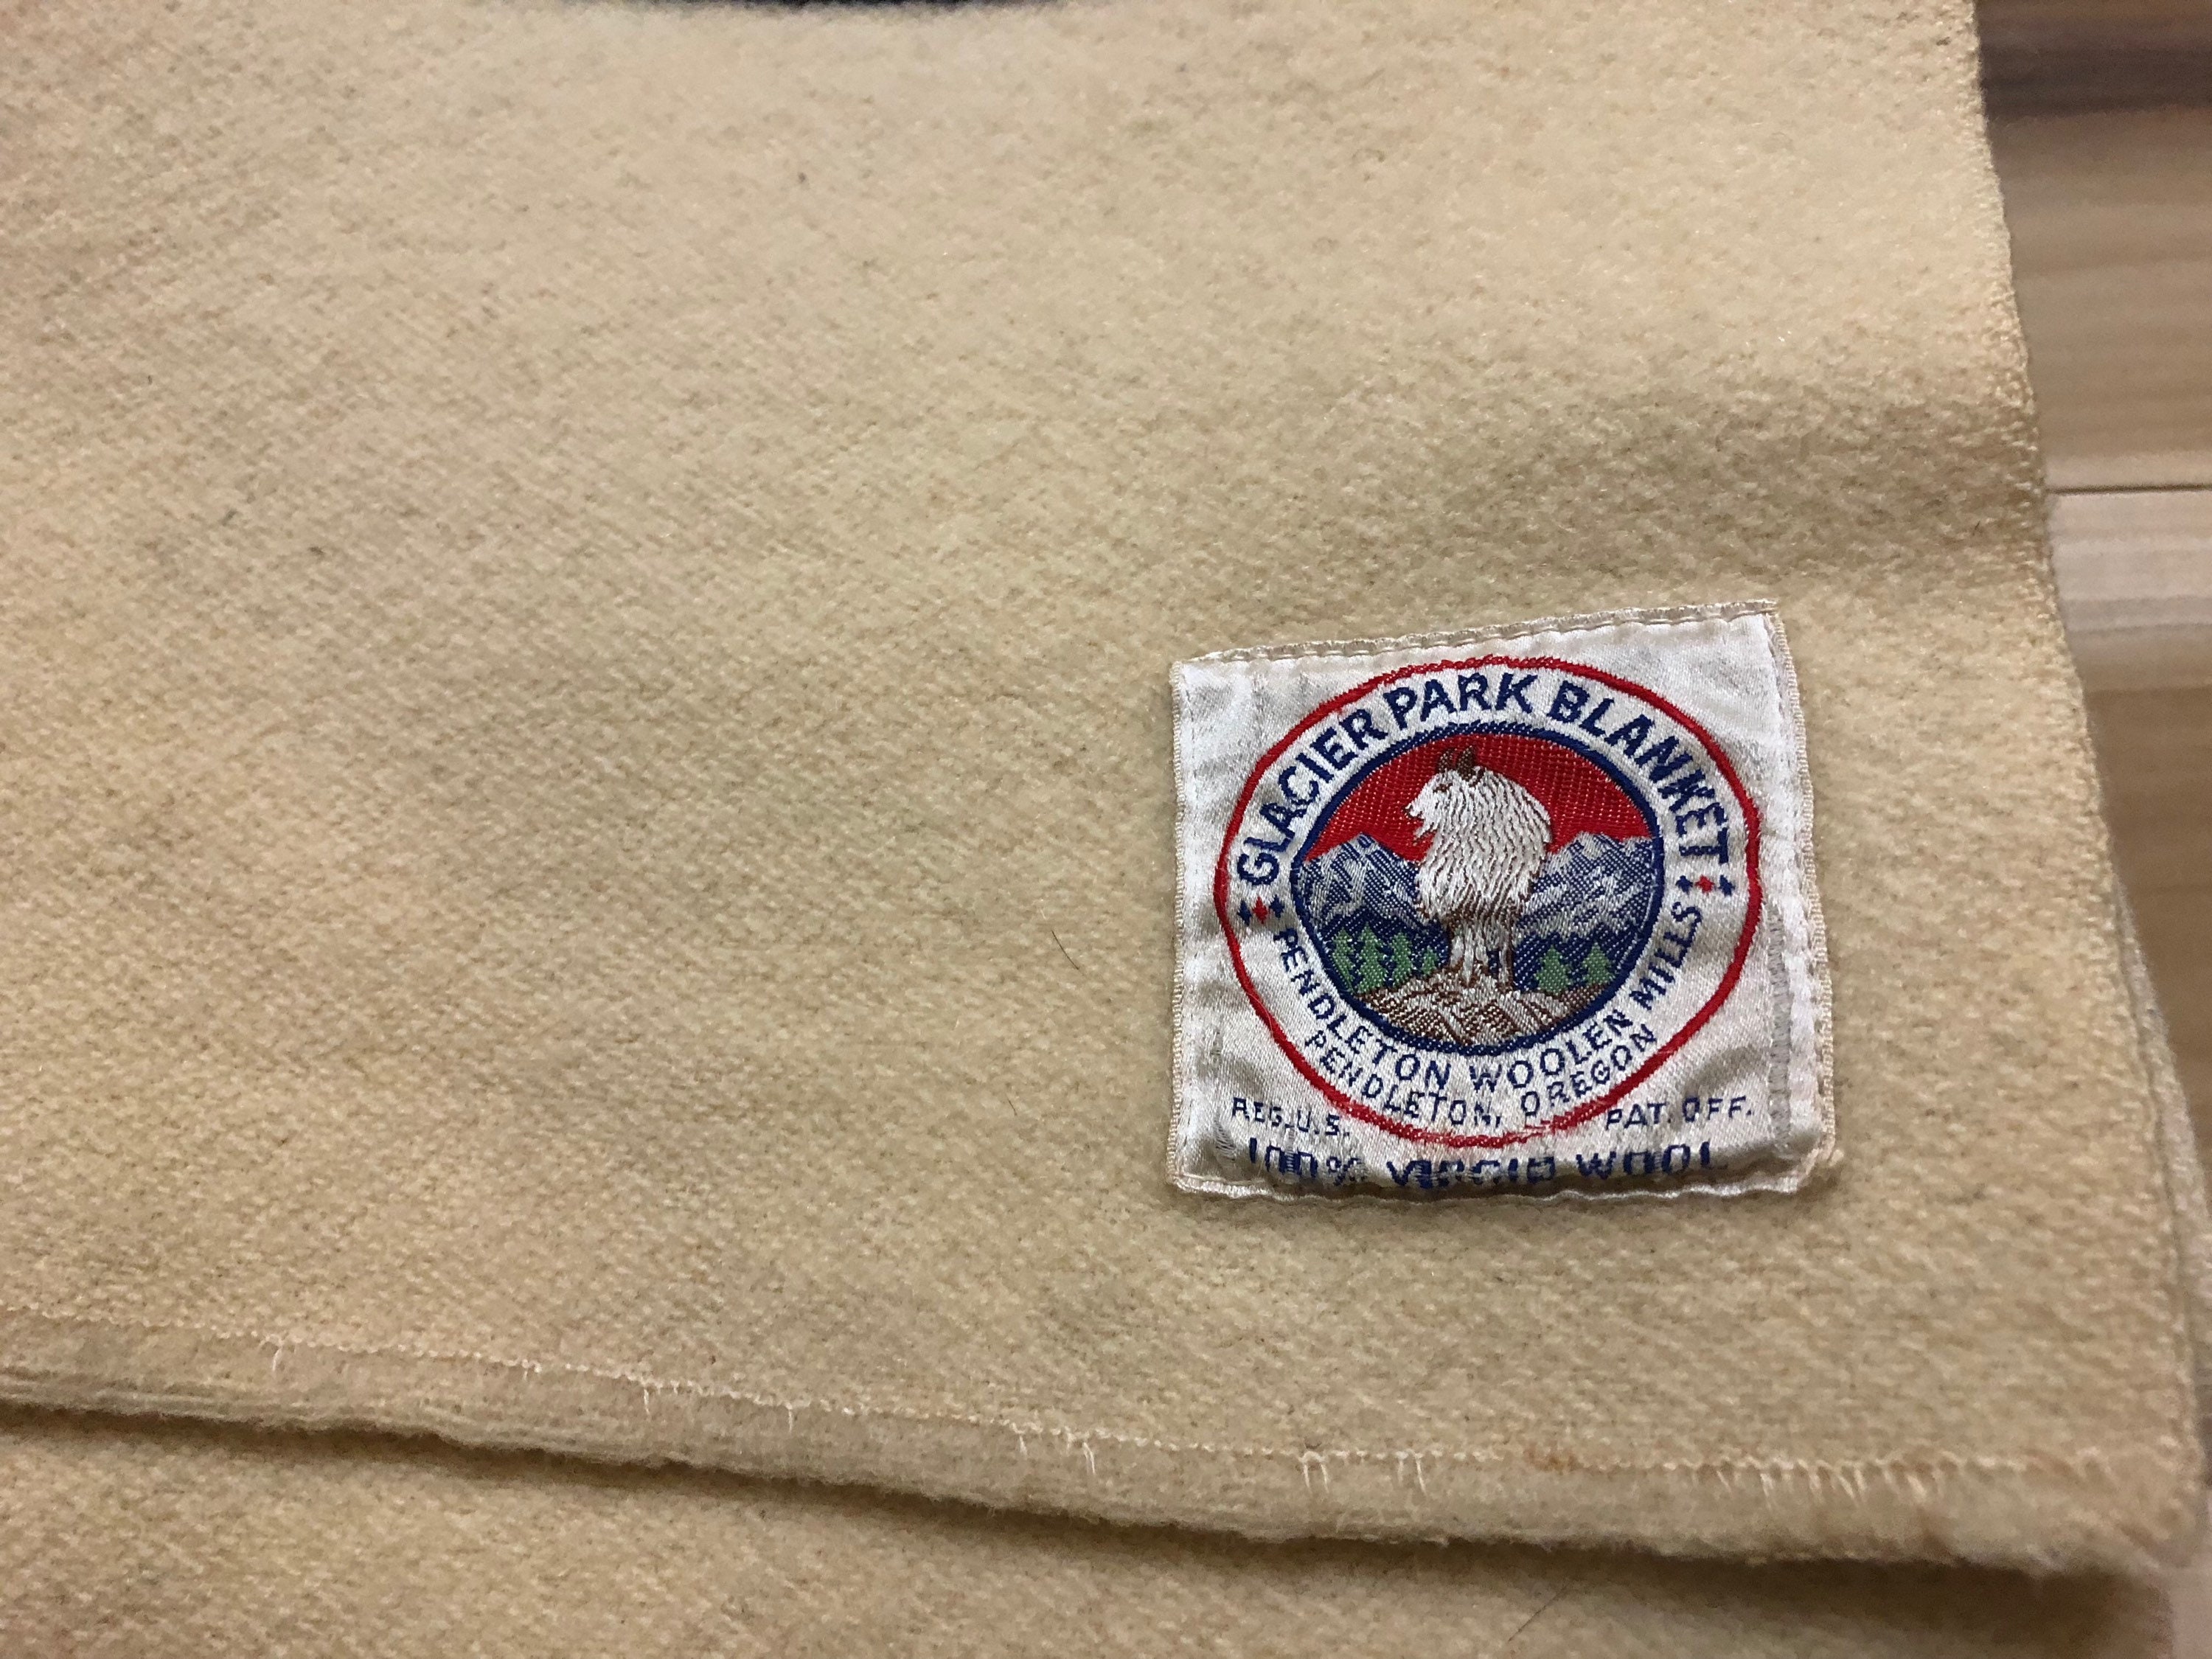 GLACIER PARK BLANKET
PENDLETON WOOLEN MILLS
PENDLETON, OREGON
REG. U.S. PAT. OFF.
100% VIRGIN WOOL